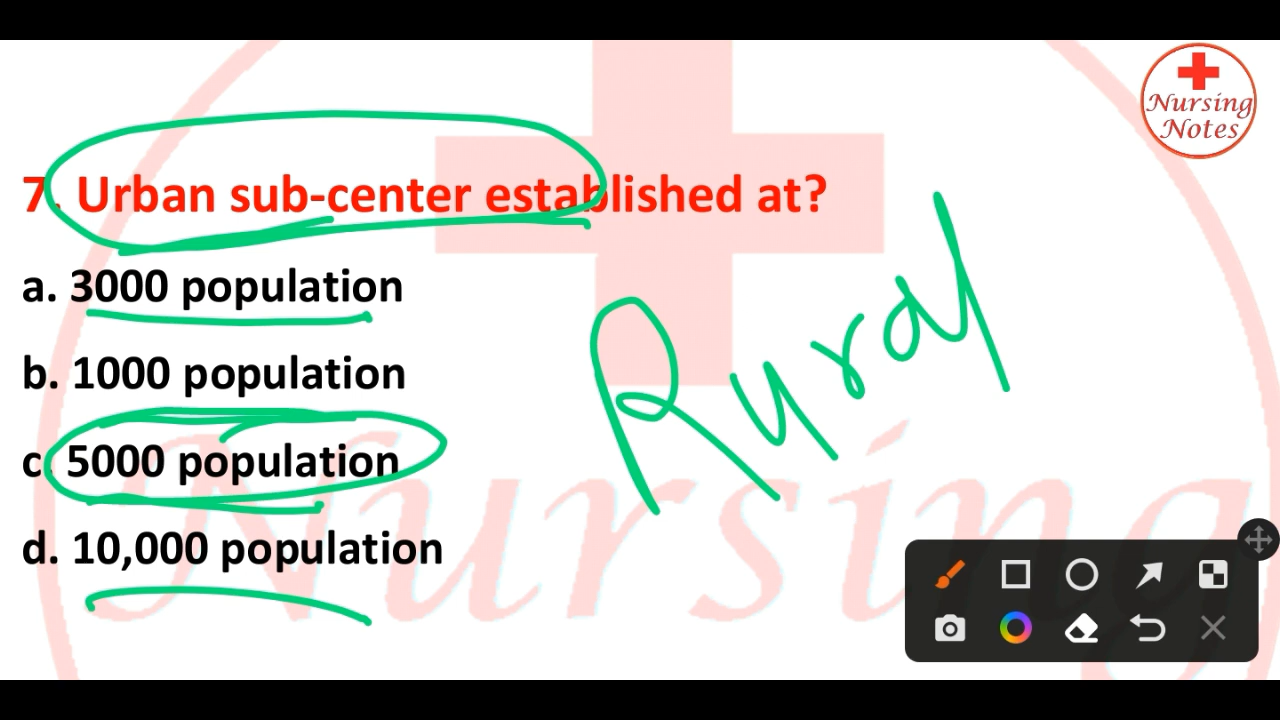 Nursing
Notes
7. Urban sub-center established at?
a. 3000 population
b. 1000 population
c. 5000 population
d. 10,000 population
Rural
Nursing